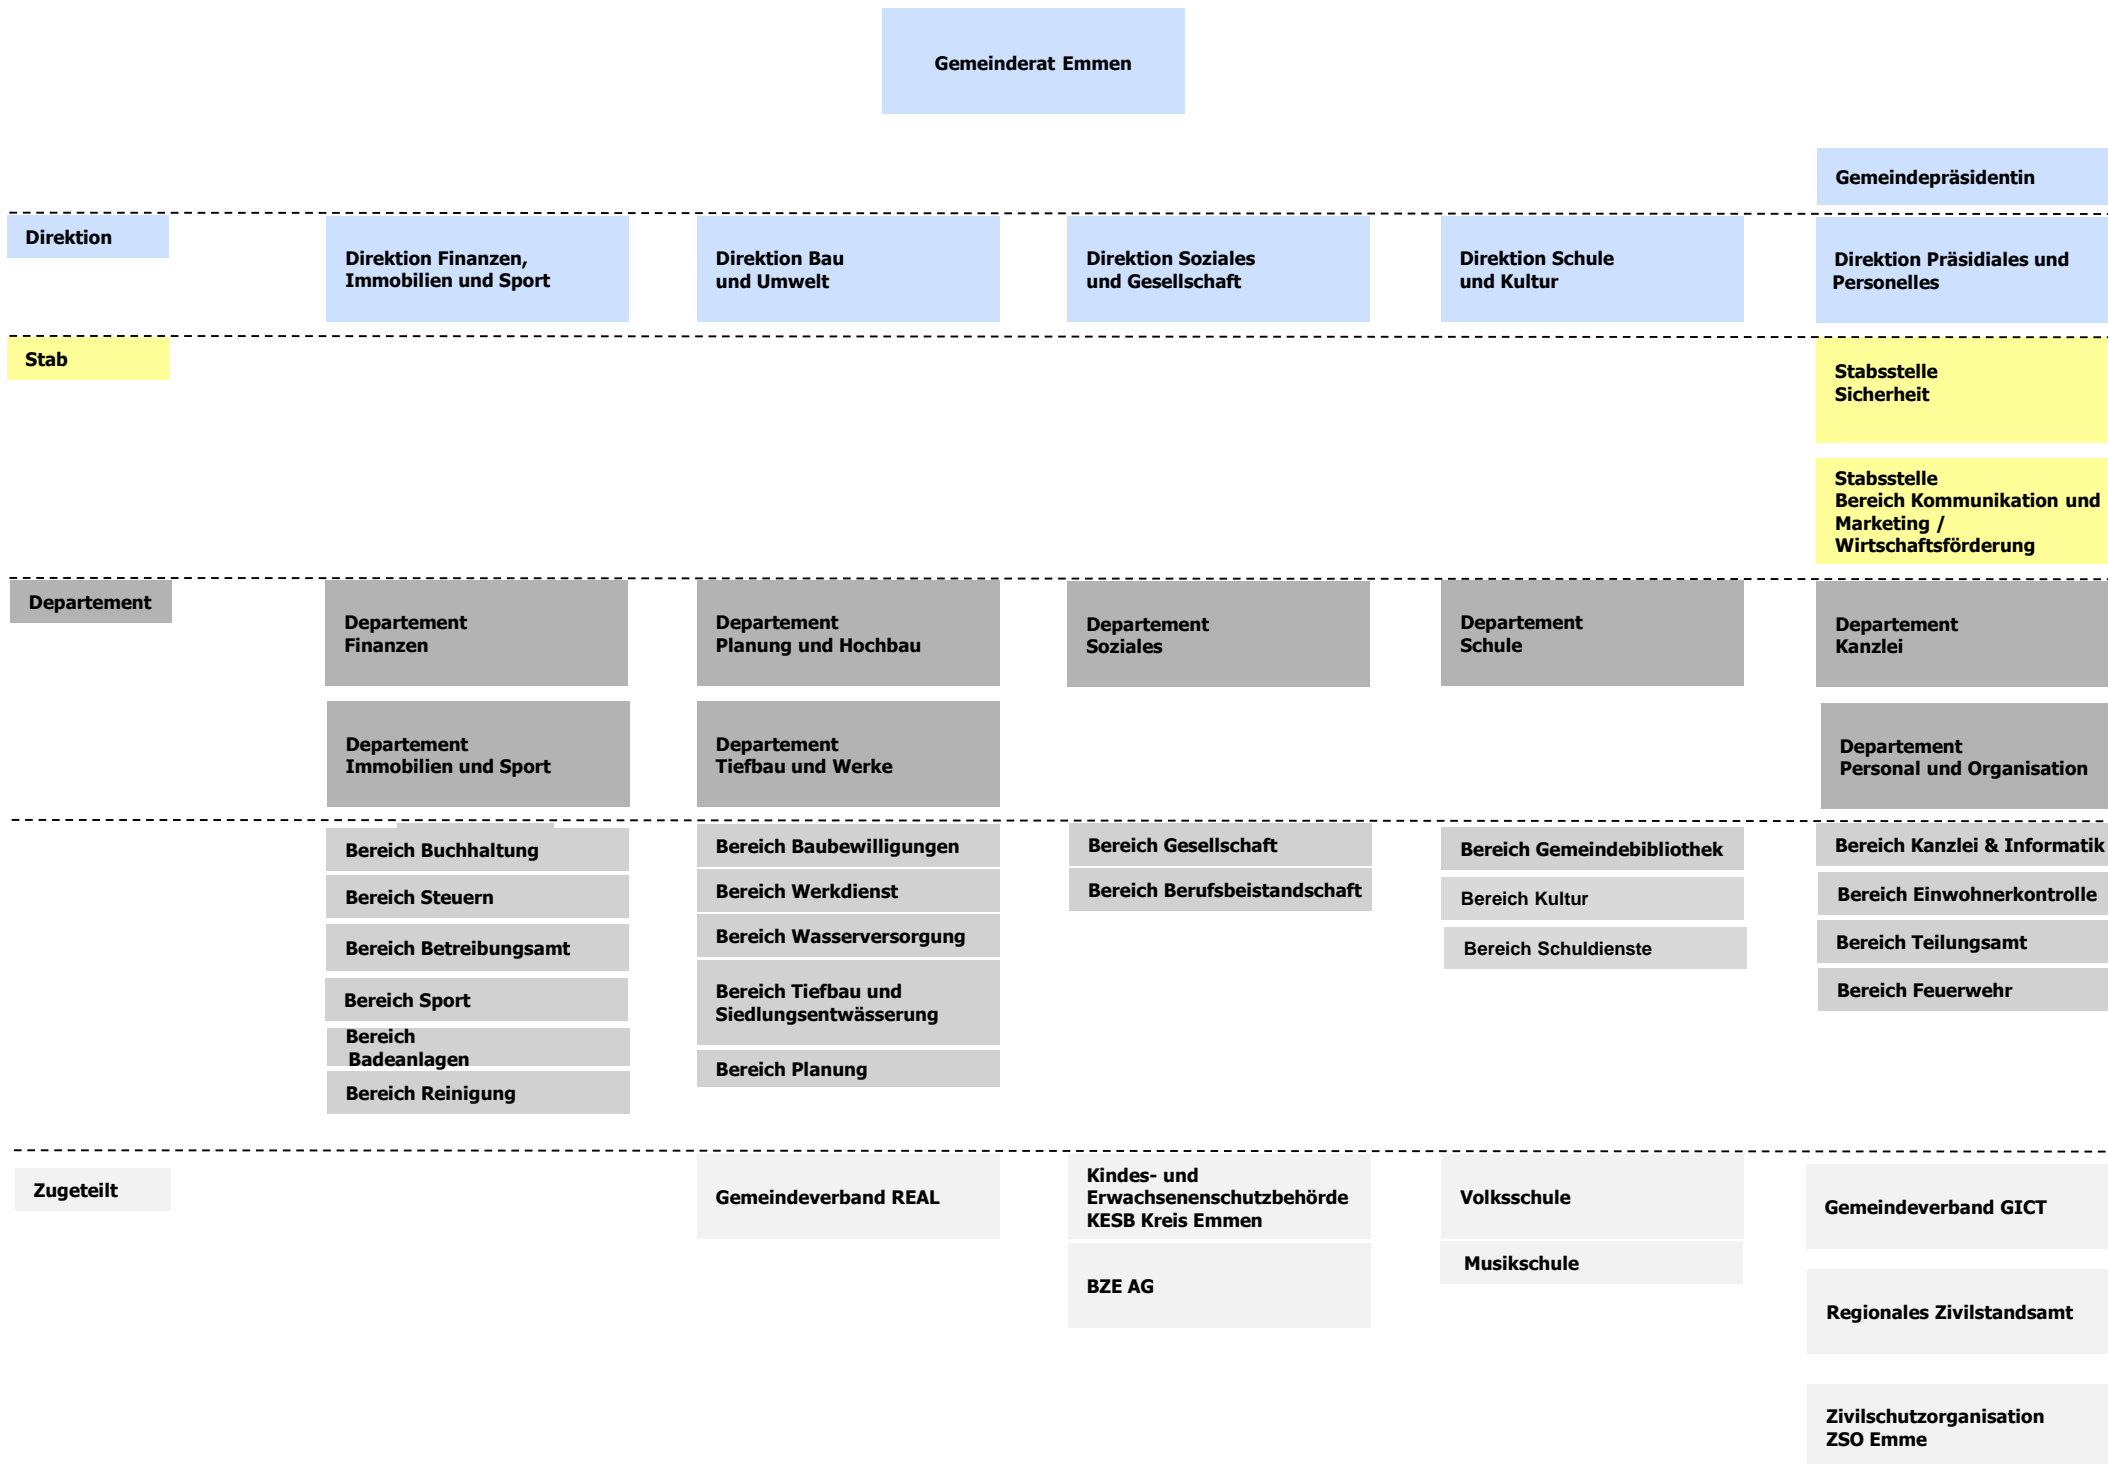 Gemeinderat Emmen
Gemeindepräsidentin
Direktion
Direktion Finanzen,
Immobilien und Sport
Direktion Bau
und Umwelt
Direktion Soziales
und Gesellschaft
Direktion Schule
und Kultur
Direktion Präsidiales und
Personelles
Stab
Stabsstelle
Sicherheit
Stabsstelle
Bereich Kommunikation und
Marketing /
Wirtschaftsförderung
Departement
Departement
Finanzen
Departement
Planung und Hochbau
Departement
Soziales
Departement
Schule
Departement
Kanzlei
Departement
Immobilien und Sport
Departement
Tiefbau und Werke
Departement
Personal und Organisation
Bereich Buchhaltung
Bereich Steuern
Bereich Betreibungsamt
Bereich Sport
Bereich
Badeanlagen
Bereich Reinigung
Bereich Baubewilligungen
Bereich Werkdienst
Bereich Wasserversorgung
Bereich Tiefbau und
Siedlungsentwässerung
Bereich Planung
Bereich Gesellschaft
Bereich Berufsbeistandschaft
Bereich Gemeindebibliothek
Bereich Kultur
Bereich Schuldienste
Bereich Kanzlei & Informatik
Bereich Einwohnerkontrolle
Bereich Teilungsamt
Bereich Feuerwehr
Zugeteilt
Gemeindeverband REAL
Kindes- und
Erwachsenenschutzbehörde
KESB Kreis Emmen
BZE AG
Volksschule
Musikschule
Gemeindeverband GICT
Regionales Zivilstandsamt
Zivilschutzorganisation
ZSO Emme